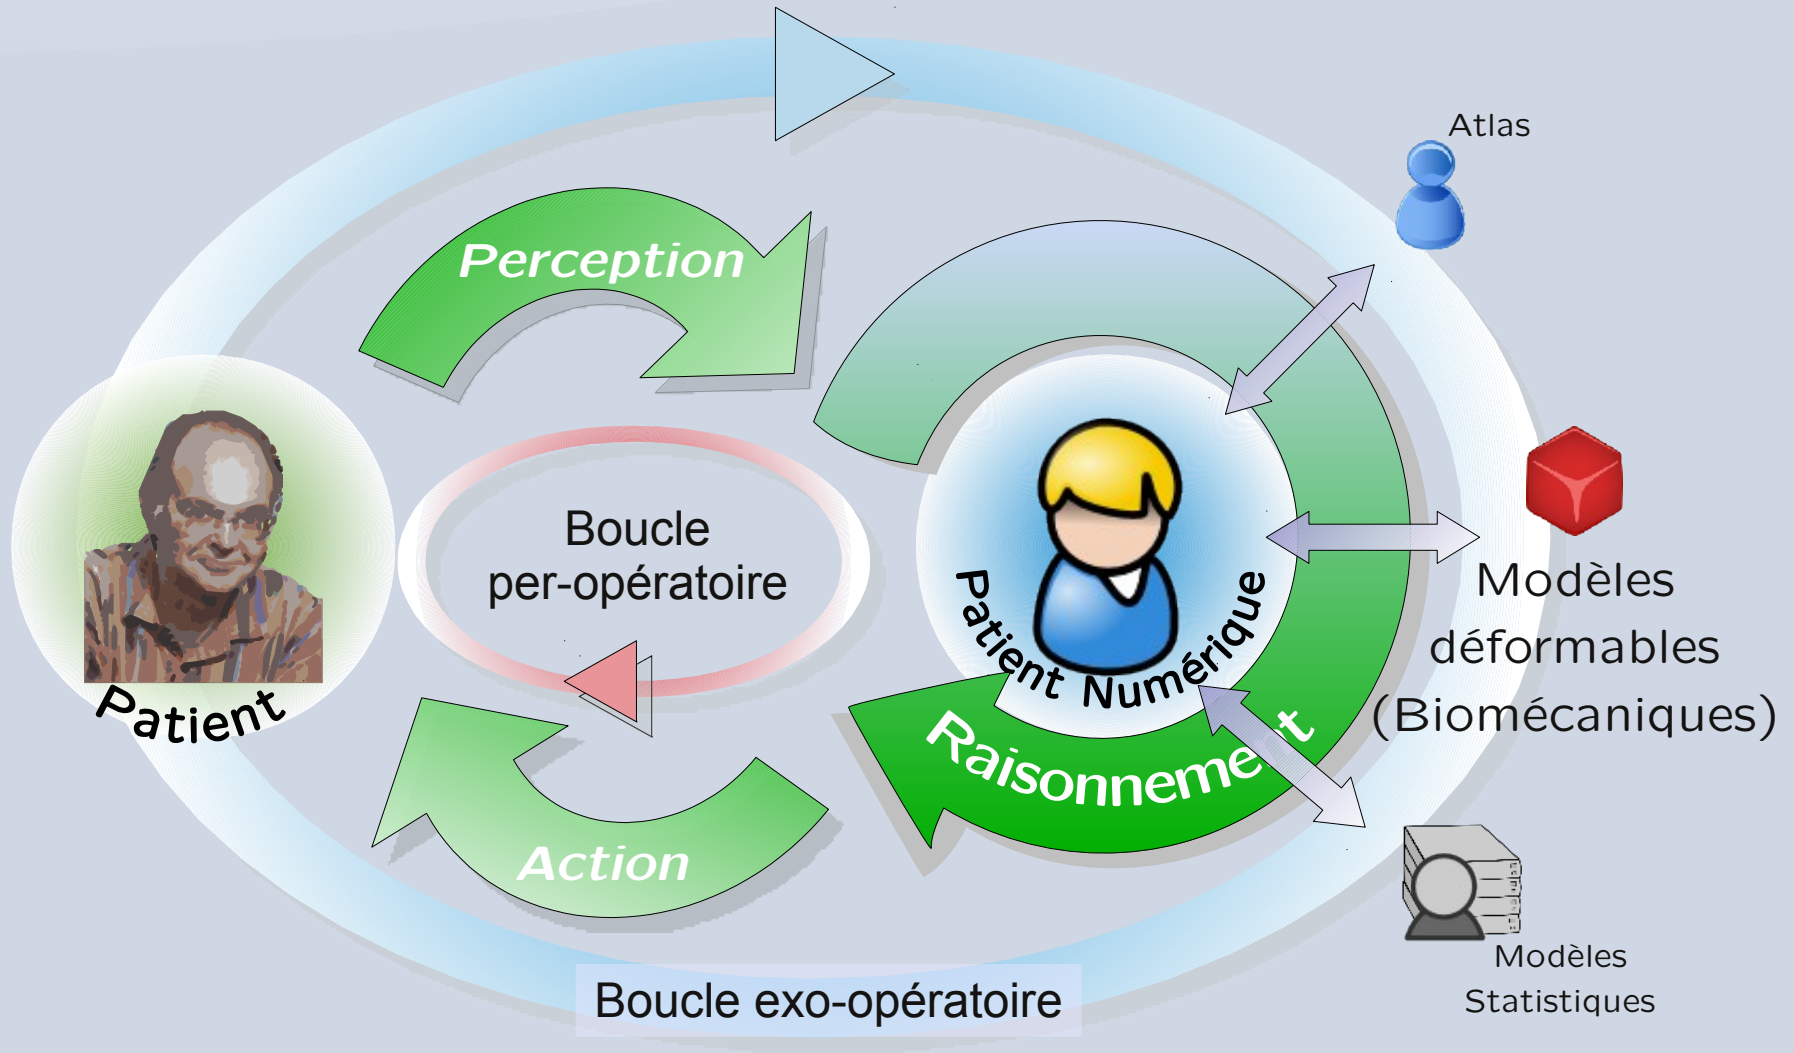 Atlas
Perception
Boucle
per-opératoire
Patient
Patient Numérique
Modèles
déformables
(Biomécaniques)
Raisonnement
Action
Modèles
Statistiques
Boucle exo-opératoire